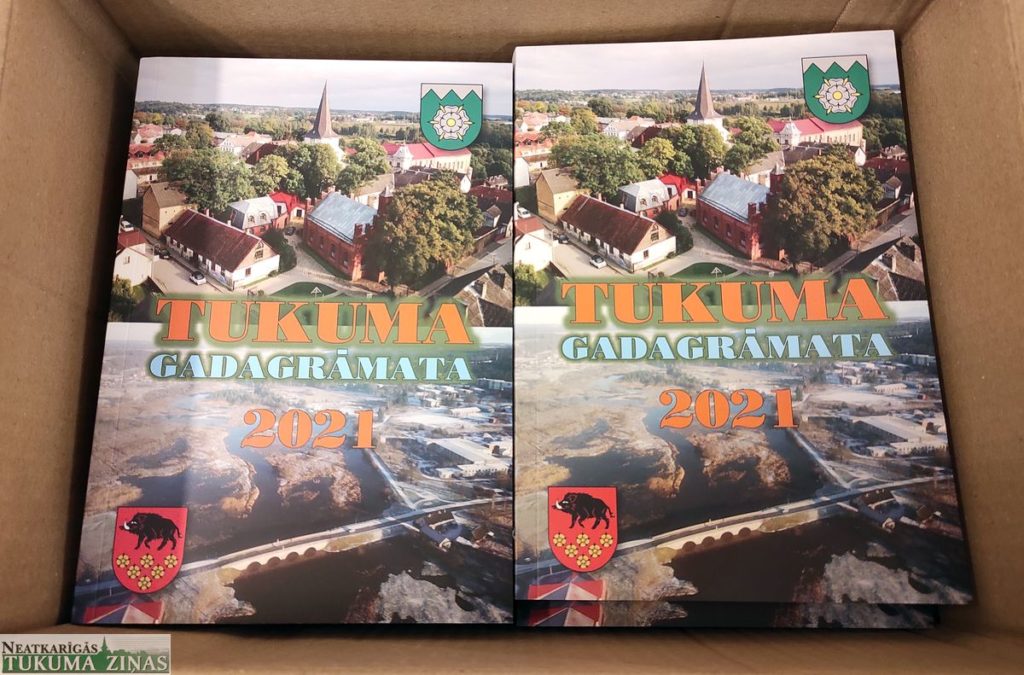 TUKUMA
GADAGRĀMATA
2021
TUKUMA
GADAGRĀMATA
2021
NEATKARĪGĀS
TUKUMA ZIŅAS